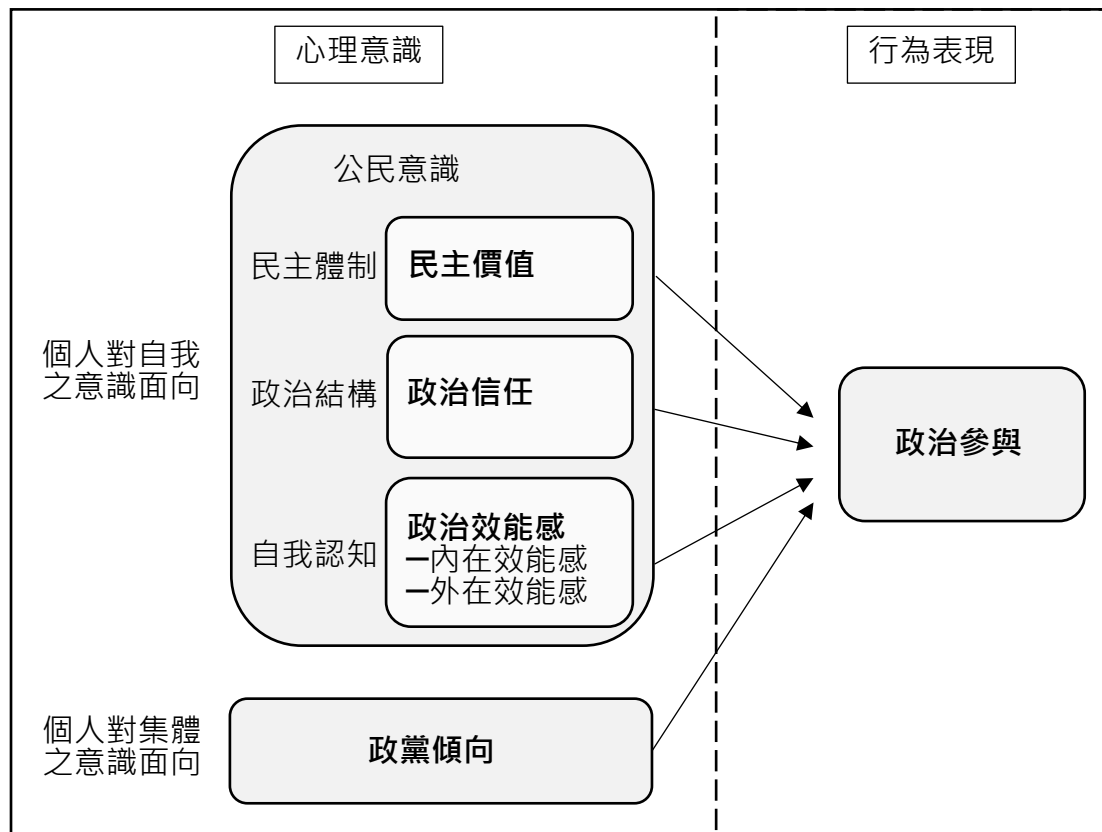 心理意識
行為表現
公民意識
民主體制
民主價值
個人對自我
之意識面向
政治結構
政治信任
政治參與
自我認知
政治效能感
—內在效能感
—外在效能感
個人對集體
之意識面向
政黨傾向